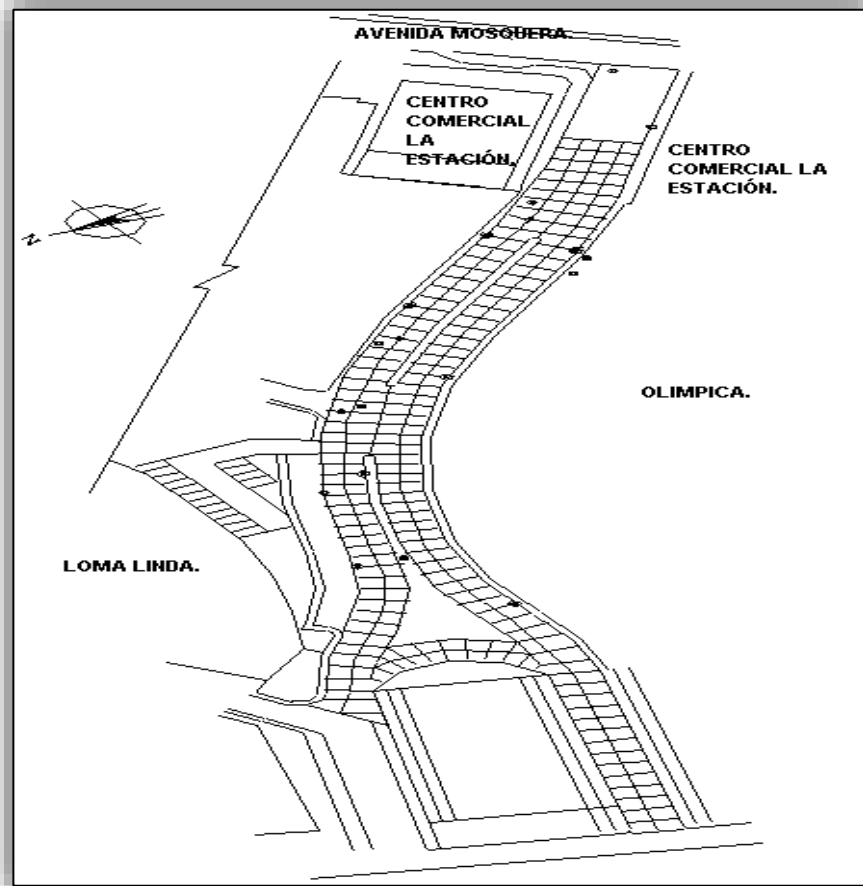 AVENIDA MOSQUERA.
CENTRO
COMERCIAL
LA
ESTACIÓN.
CENTRO
COMERCIAL LA
ESTACIÓN.
N
OLIMPICA.
LOMA LINDA.